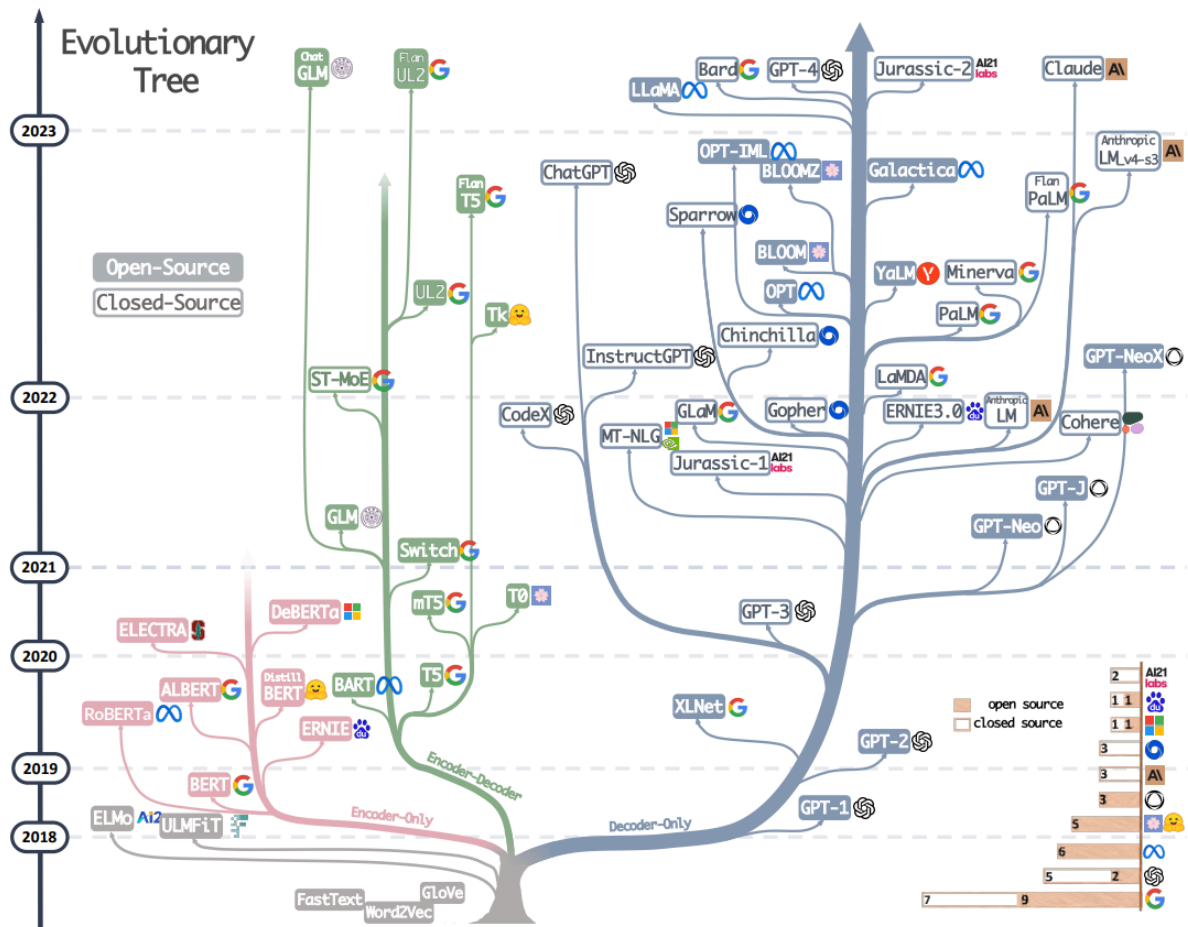 Evolutionary
Tree
2023
2022
2021
2020
2019
2018
Open-Source
Closed-Source
Chat
GLM
Flan
UL2
Flan
T5
UL2
Tk
ST-MoE
GLM
Switch
mT5
T0
T5
BART
Encoder-Decoder
DeBERTa
ELECTRA
Distill
BERT
ALBERT
RoBERTa
ERNIE
BERT
Encoder-Only
ELMo
AI2
ULMFiT
FastText
Word2Vec
GloVe
Bard
GPT-4
Jurassic-2
AI21
labs
Claude
A\
LLaMA
OPT-IML
BLOOMZ
ChatGPT
Galactica
Anthropic
LM_v4-s3
A\
Flan
PaLM
Sparrow
BLOOM
YaLM
Y
Minerva
OPT
PaLM
Chinchilla
InstructGPT
GPT-NeoX
LaMDA
CodeX
GLaM
Gopher
ERNIE3.0
du
Anthropic
LM
A\
Cohere
MT-NLG
Jurassic-1
AI21
labs
GPT-J
GPT-Neo
GPT-3
XLNet
GPT-2
GPT-1
Decoder-Only
open source
closed source
2
AI21
labs
1 1
du
1 1
3
3
A\
3
5
6
5 2
7 9